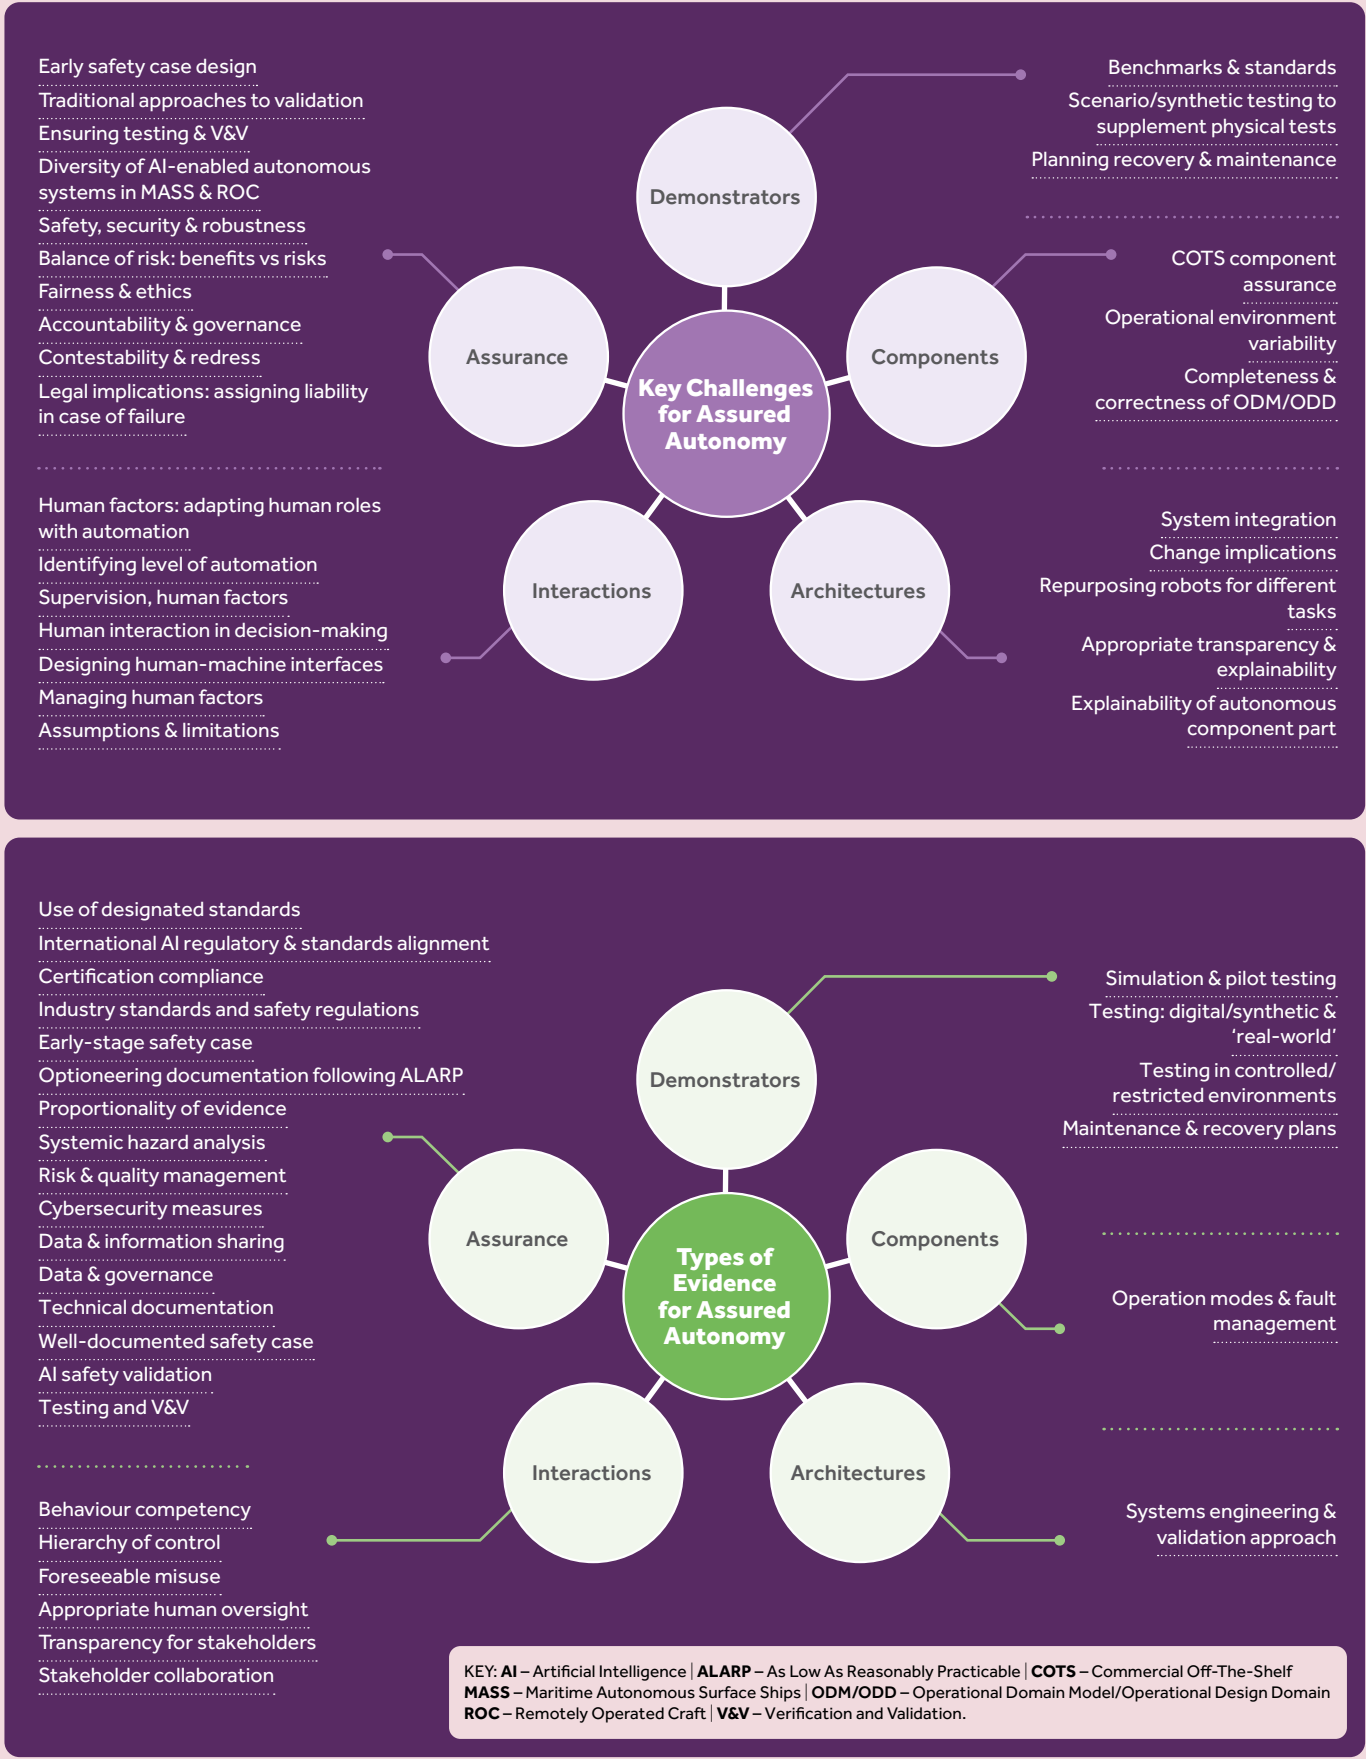 Early safety case design
Traditional approaches to validation
Ensuring testing & V&V
Diversity of AI-enabled autonomous
systems in MASS & ROC
Safety, security & robustness
Balance of risk: benefits vs risks
Fairness & ethics
Accountability & governance
Contestability & redress
Legal implications: assigning liability
in case of failure
Human factors: adapting human roles
with automation
Identifying level of automation
Supervision, human factors
Human interaction in decision-making
Designing human-machine interfaces
Managing human factors
Assumptions & limitations
Demonstrators
Assurance
Components
Key Challenges
for Assured
Autonomy
Interactions
Architectures
Benchmarks & standards
Scenario/synthetic testing to
supplement physical tests
Planning recovery & maintenance
COTS component
assurance
Operational environment
variability
Completeness &
correctness of ODM/ODD
System integration
Change implications
Repurposing robots for different
tasks
Appropriate transparency &
explainability
Explainability of autonomous
component part
Use of designated standards
International AI regulatory & standards alignment
Certification compliance
Industry standards and safety regulations
Early-stage safety case
Optioneering documentation following ALARP
Proportionality of evidence
Systemic hazard analysis
Risk & quality management
Cybersecurity measures
Data & information sharing
Data & governance
Technical documentation
Well-documented safety case
AI safety validation
Testing and V&V
Behaviour competency
Hierarchy of control
Foreseeable misuse
Appropriate human oversight
Transparency for stakeholders
Stakeholder collaboration
Demonstrators
Assurance
Components
Types of
Evidence
for Assured
Autonomy
Interactions
Architectures
Simulation & pilot testing
Testing: digital/synthetic &
‘real-world’
Testing in controlled/
restricted environments
Maintenance & recovery plans
Operation modes & fault
management
Systems engineering &
validation approach
KEY: AI – Artificial Intelligence | ALARP – As Low As Reasonably Practicable | COTS – Commercial Off-The-Shelf
MASS – Maritime Autonomous Surface Ships | ODM/ODD – Operational Domain Model/Operational Design Domain
ROC – Remotely Operated Craft | V&V – Verification and Validation.